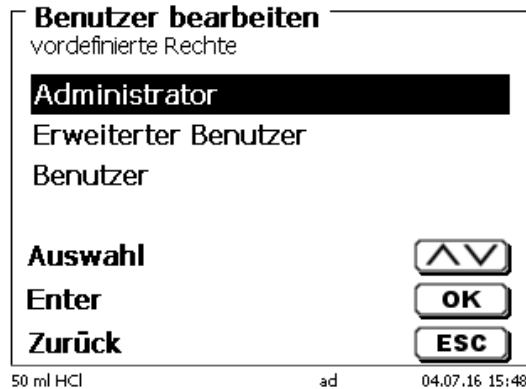 Benutzer bearbeiten
vordefinierte Rechte
Administrator
Erweiterter Benutzer
Benutzer
Auswahl
Enter OK
Zurück ESC
50 ml HCl ad 04.07.16 15:48